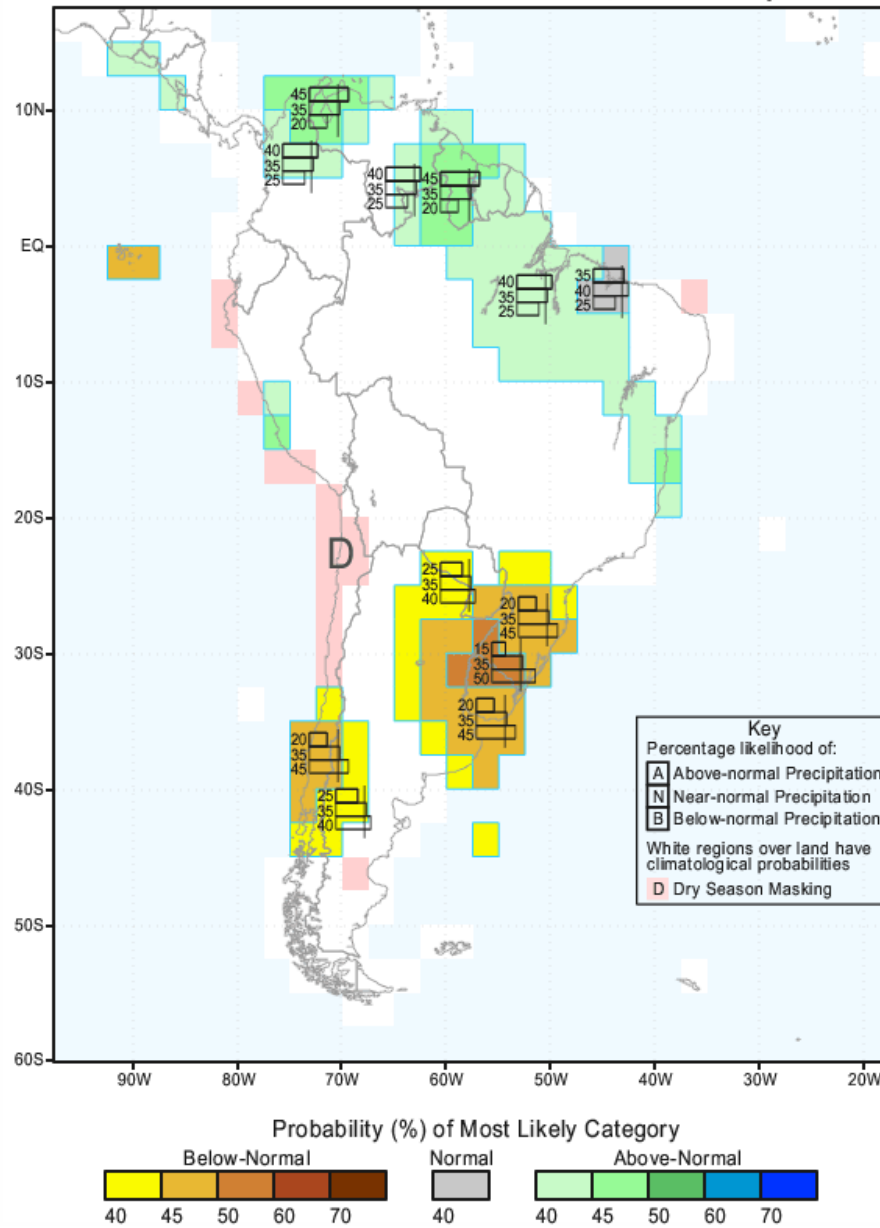 10N
EQ
10S
20S
30S
40S
50S
60S
45
35
20
40
35
25
40
35
25
45
35
20
40
35
25
35
40
25
D
25
35
40
20
35
45
15
35
50
20
35
45
20
35
45
25
35
40
Key
Percentage likelihood of:
A Above-normal Precipitation
N Near-normal Precipitation
B Below-normal Precipitation
White regions over land have
climatological probabilities
D Dry Season Masking
90W 80W 70W 60W 50W 40W 30W 20W
Probability (%) of Most Likely Category
Below-Normal Normal Above-Normal
40 45 50 60 70 40 40 45 50 60 70